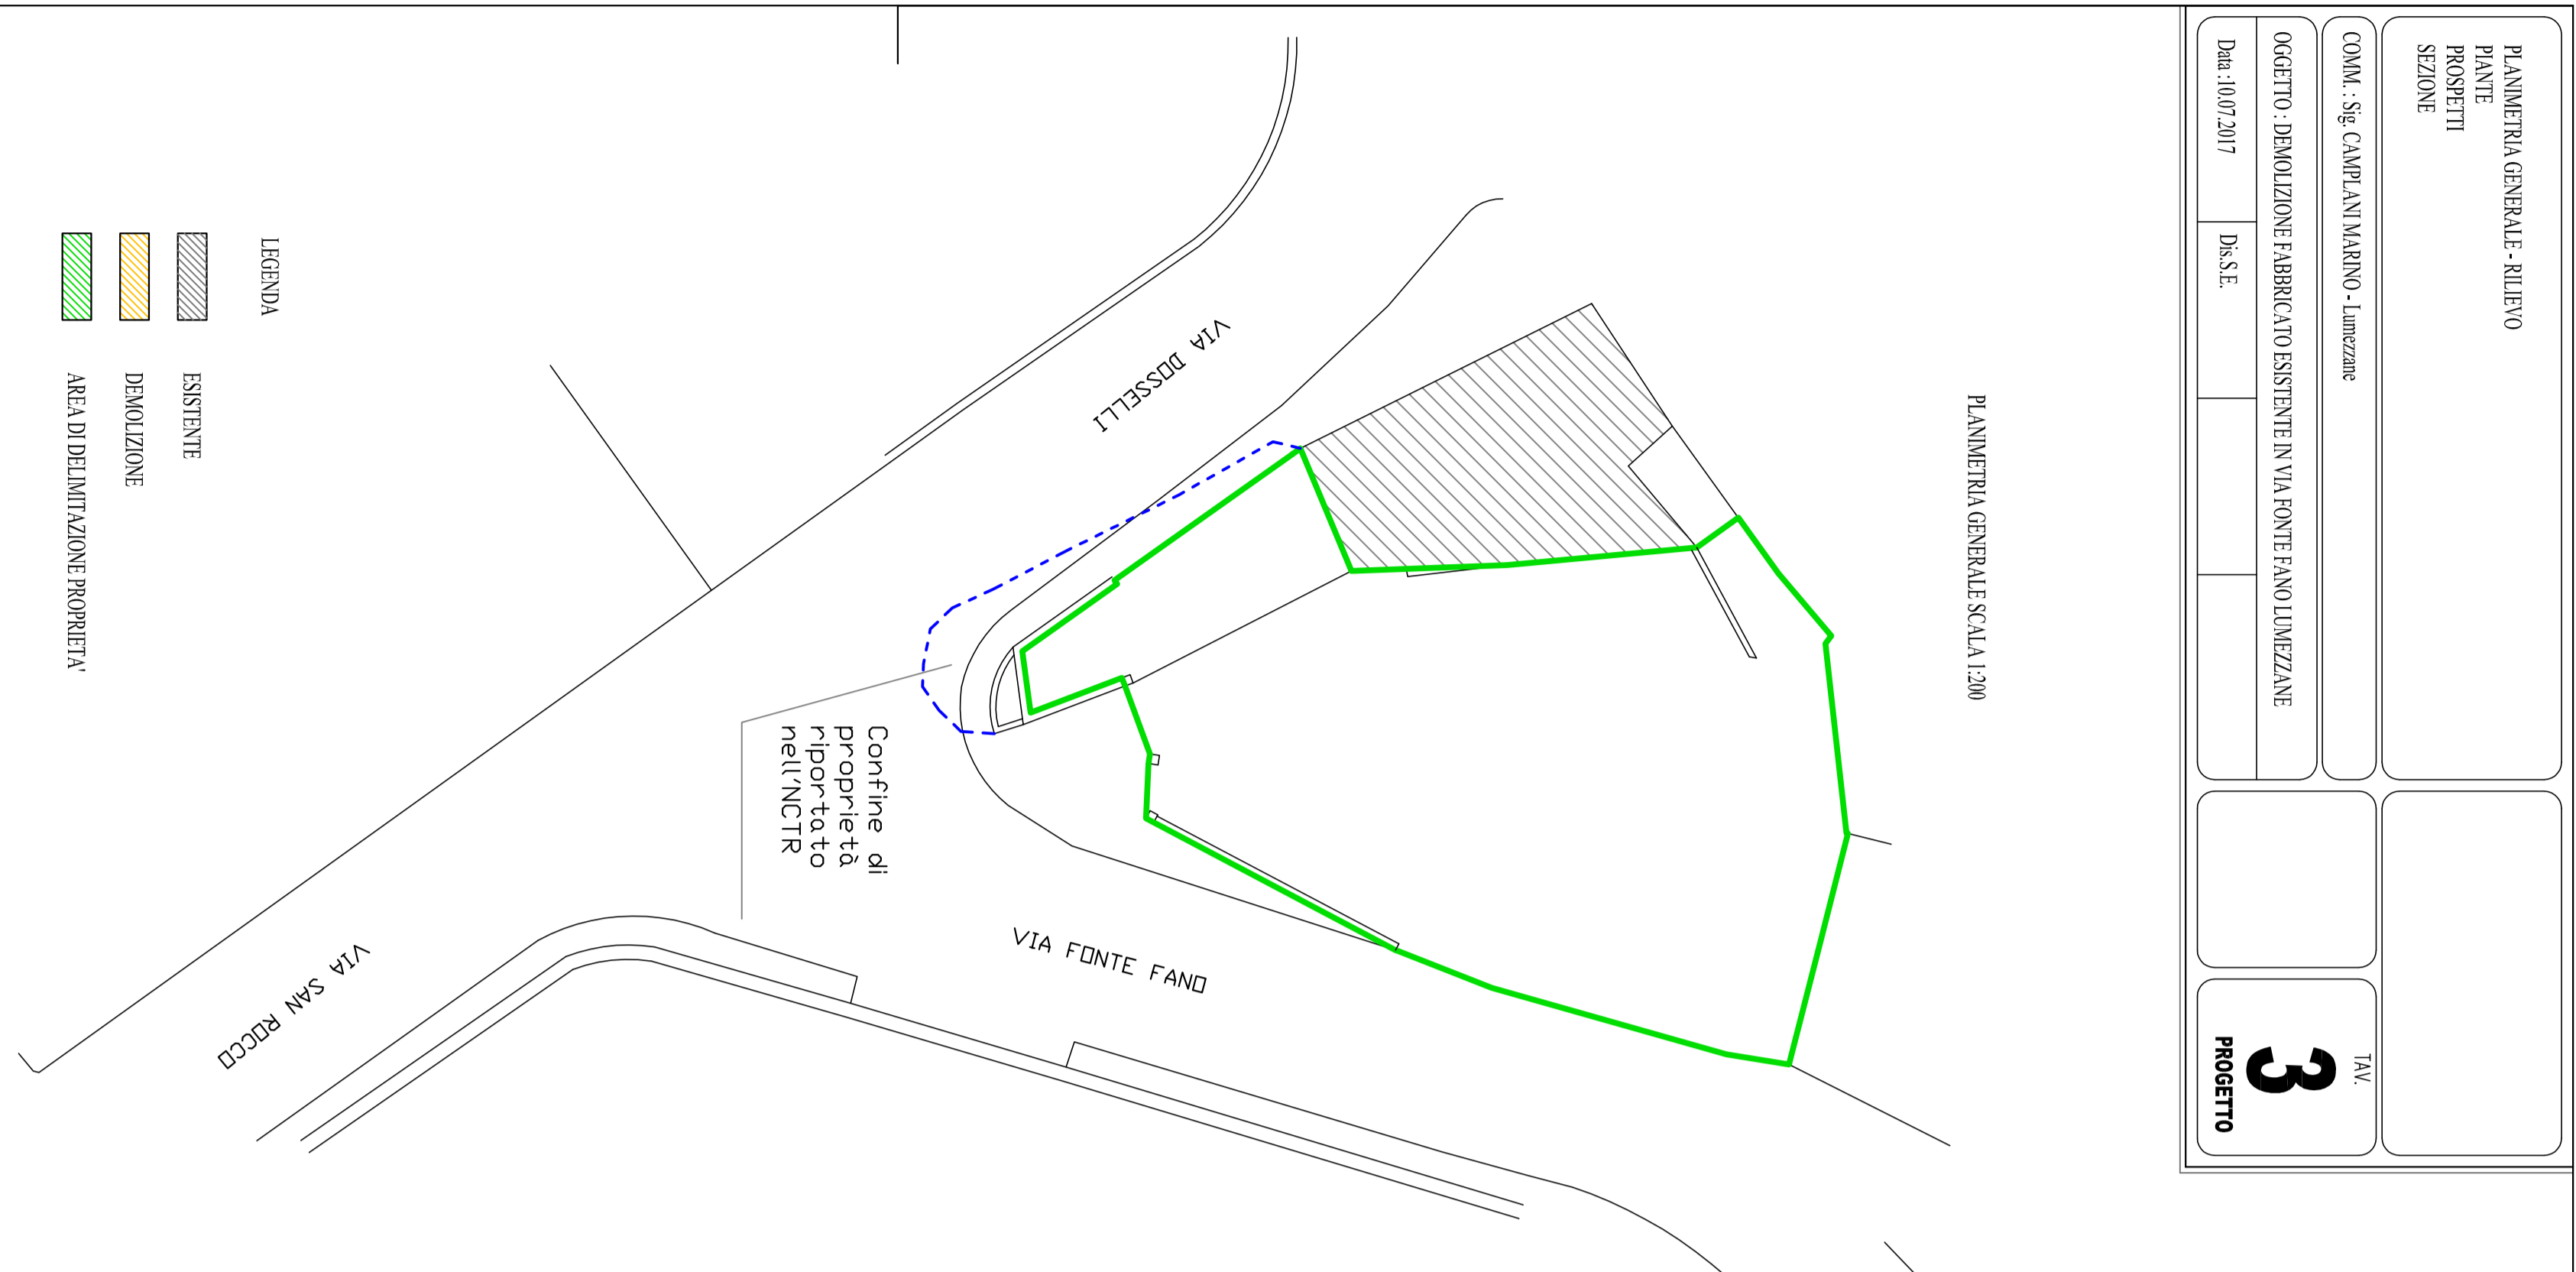 PLANIMETRIA GENERALE - RILIEVO
PIANTE
PROSPETTI
SEZIONE
COMM. : Sig. CAMPLANI MARINO - Lumezzane
OGGETTO : DEMOLIZIONE FABBRICATO ESISTENTE IN VIA FONTE FANO LUMEZZANE
Data :10.07.2017
Dis.S.E.
TAV.
3
PROGETTO
PLANIMETRIA GENERALE SCALA 1:200
VIA DOSSELLI
VIA FONTE FANO
Confine di
proprietà
riportato
nell'NCTR
VIA SAN ROCCO
LEGENDA
ESISTENTE
DEMOLIZIONE
AREA DI DELIMITAZIONE PROPRIETA'